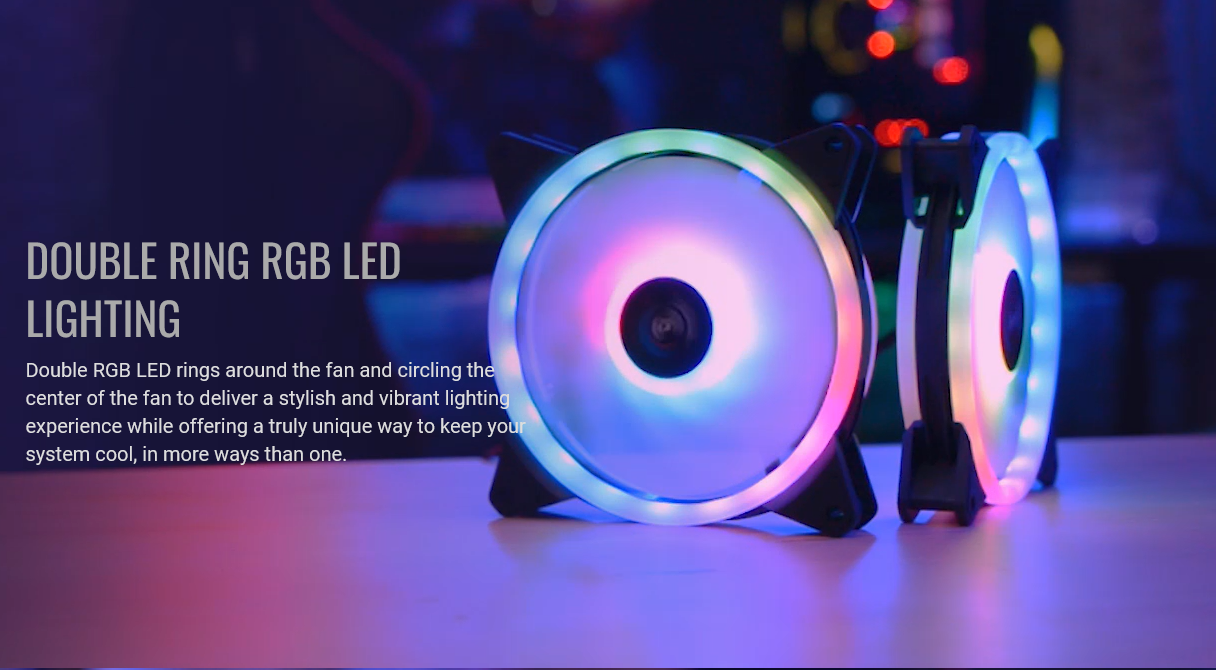 DOUBLE RING RGB LED
LIGHTING
Double RGB LED rings around the fan and circling the
center of the fan to deliver a stylish and vibrant lighting
experience while offering a truly unique way to keep your
system cool, in more ways than one.